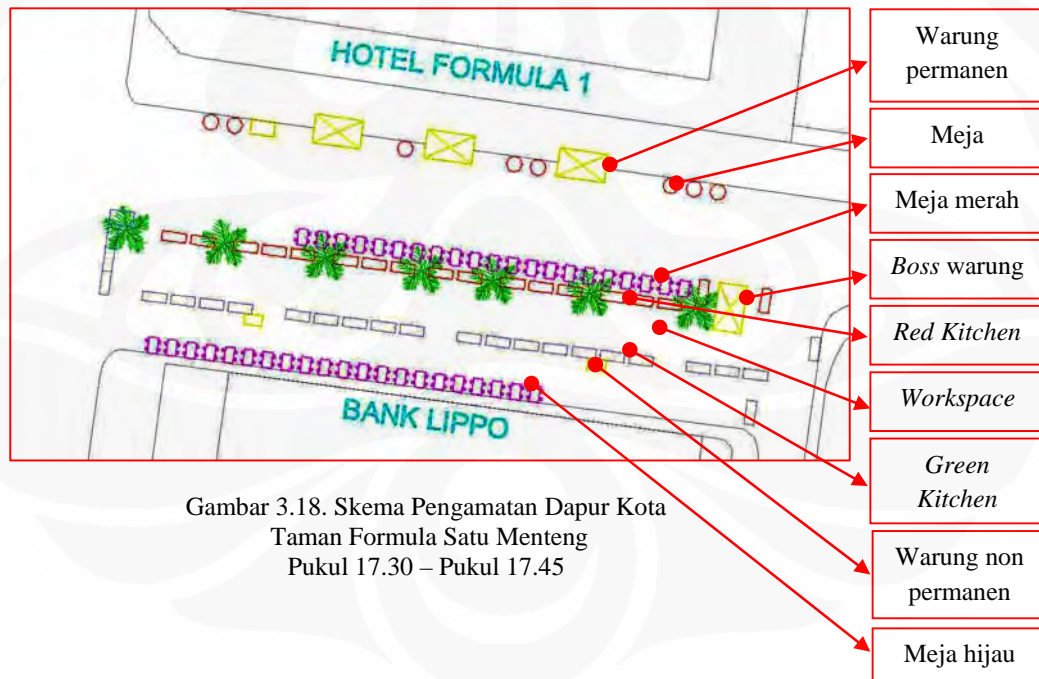 HOTEL FORMULA 1
BANK LIPPO
Warung
permanen
Meja
Meja merah
Boss warung
Red Kitchen
Workspace
Green
Kitchen
Warung non
permanen
Meja hijau
Gambar 3.18. Skema Pengamatan Dapur Kota
Taman Formula Satu Menteng
Pukul 17.30 – Pukul 17.45